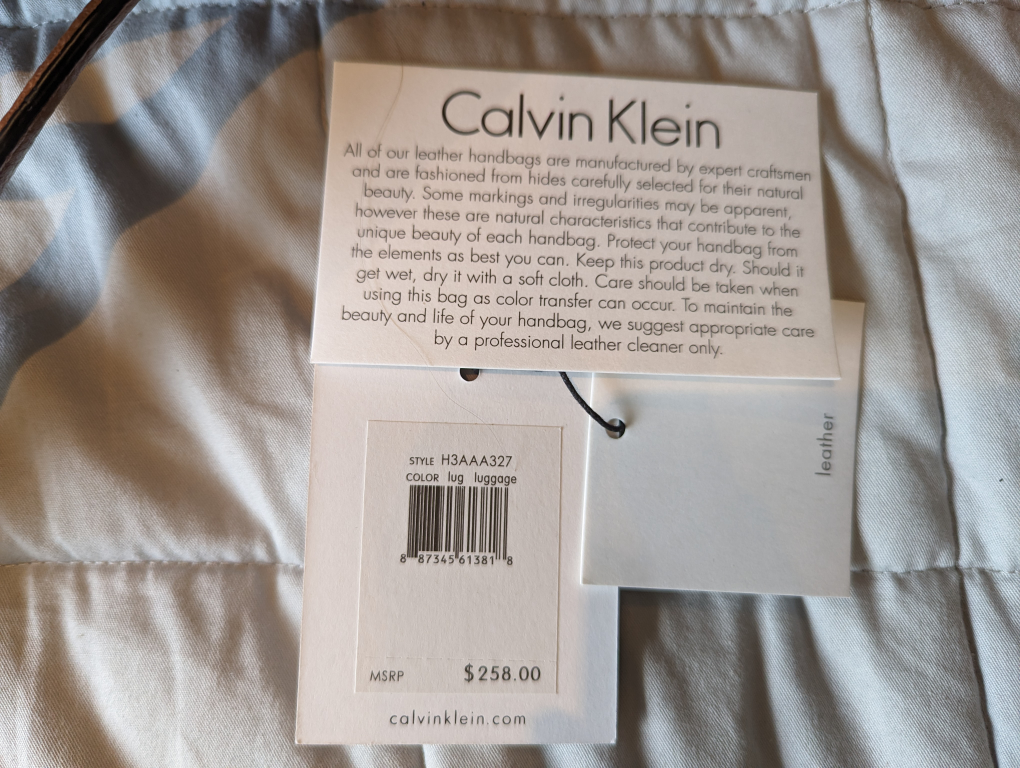 Calvin Klein
All of our leather handbags are manufactured by expert craftsmen
and are fashioned from hides carefully selected for their natural
beauty. Some markings and irregularities may be apparent,
however these are natural characteristics that contribute to the
unique beauty of each handbag. Protect your handbag from
the elements as best you can. Keep this product dry. Should it
get wet, dry it with a soft cloth. Care should be taken when
using this bag as color transfer can occur. To maintain the
beauty and life of your handbag, we suggest appropriate care
by a professional leather cleaner only.
leather
STYLE H3AAA327
COLOR lug luggage
8 87345 61381 8
MSRP $258.00
calvinklein.com